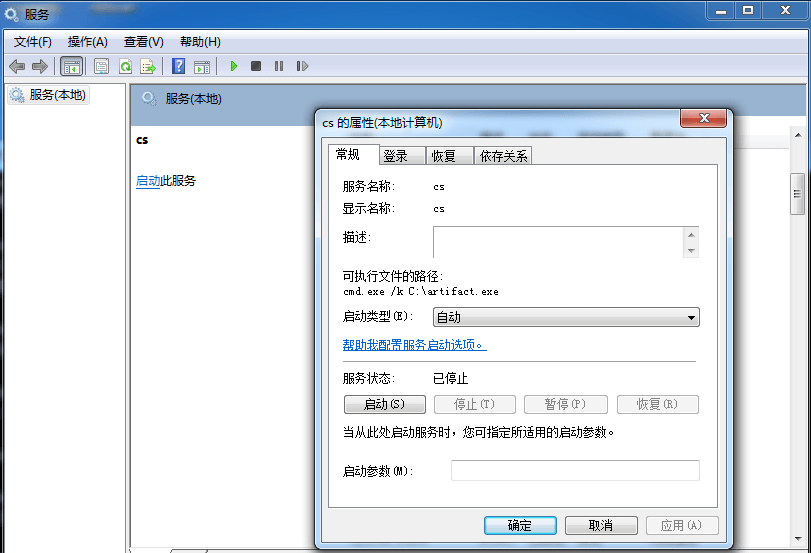 服务
文件(F) 操作(A) 查看(V) 帮助(H)
服务(本地)
服务(本地)
cs
启动此服务
cs 的属性(本地计算机)
常规 登录 恢复 依存关系
服务名称: cs
显示名称: cs
描述:
可执行文件的路径:
cmd.exe /k C:\artifact.exe
启动类型(E): 自动
帮助我配置服务启动选项。
服务状态: 已停止
启动(S) 停止(T) 暂停(P) 恢复(R)
当从此处启动服务时，您可指定所适用的启动参数。
启动参数(M):
确定 取消 应用(A)